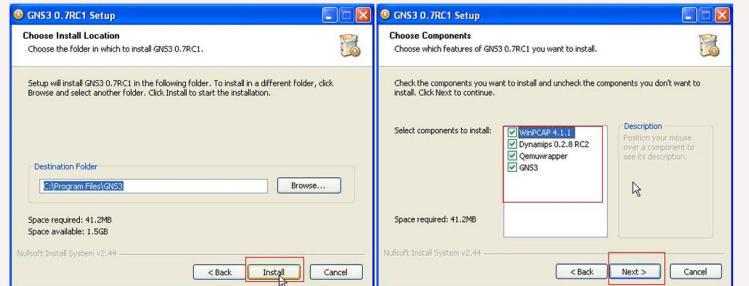 GNS3 0.7RC1 Setup
Choose Install Location
Choose the folder in which to install GNS3 0.7RC1.
Setup will install GNS3 0.7RC1 in the following folder. To install in a different folder, click
Browse and select another folder. Click Install to start the installation.
Destination Folder
C:\Program Files\GNS3
Browse...
Space required: 41.2MB
Space available: 1.5GB
Nullsoft Install System v2.44
< Back
Install
Cancel
GNS3 0.7RC1 Setup
Choose Components
Choose which features of GNS3 0.7RC1 you want to install.
Check the components you want to install and uncheck the components you don't want to
install. Click Next to continue.
Select components to install:
WinPCAP 4.1.1
Dynamips 0.2.8 RC2
Qemuwrapper
GNS3
Description
Position your mouse
over a component to
see its description.
Space required: 41.2MB
Nullsoft Install System v2.44
< Back
Next >
Cancel